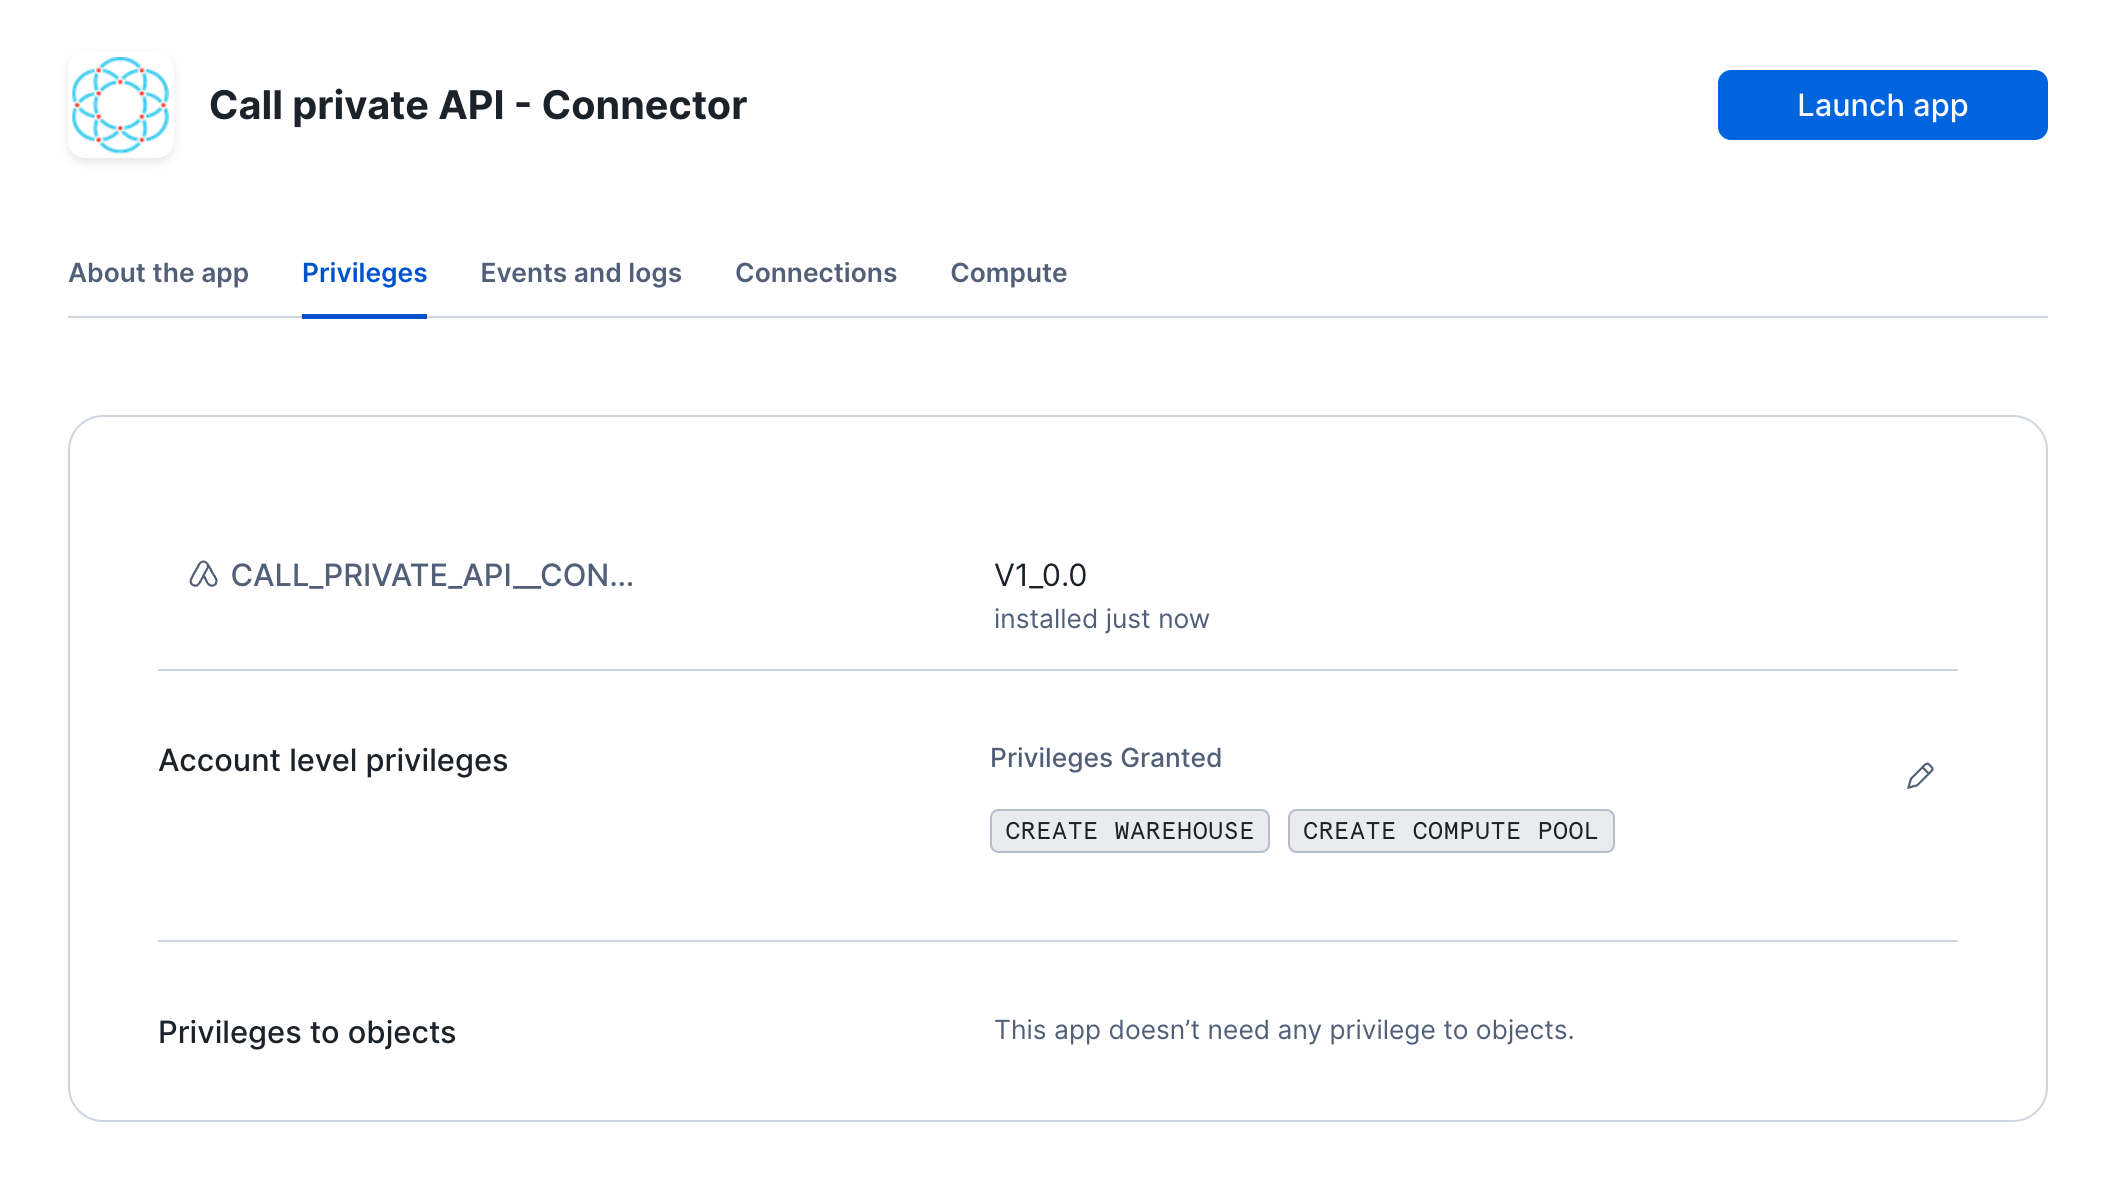 Call private API - Connector
Launch app
About the app
Privileges
Events and logs
Connections
Compute
CALL_PRIVATE_API__CON...
V1_0.0
installed just now
Account level privileges
Privileges Granted
CREATE WAREHOUSE
CREATE COMPUTE POOL
Privileges to objects
This app doesn’t need any privilege to objects.